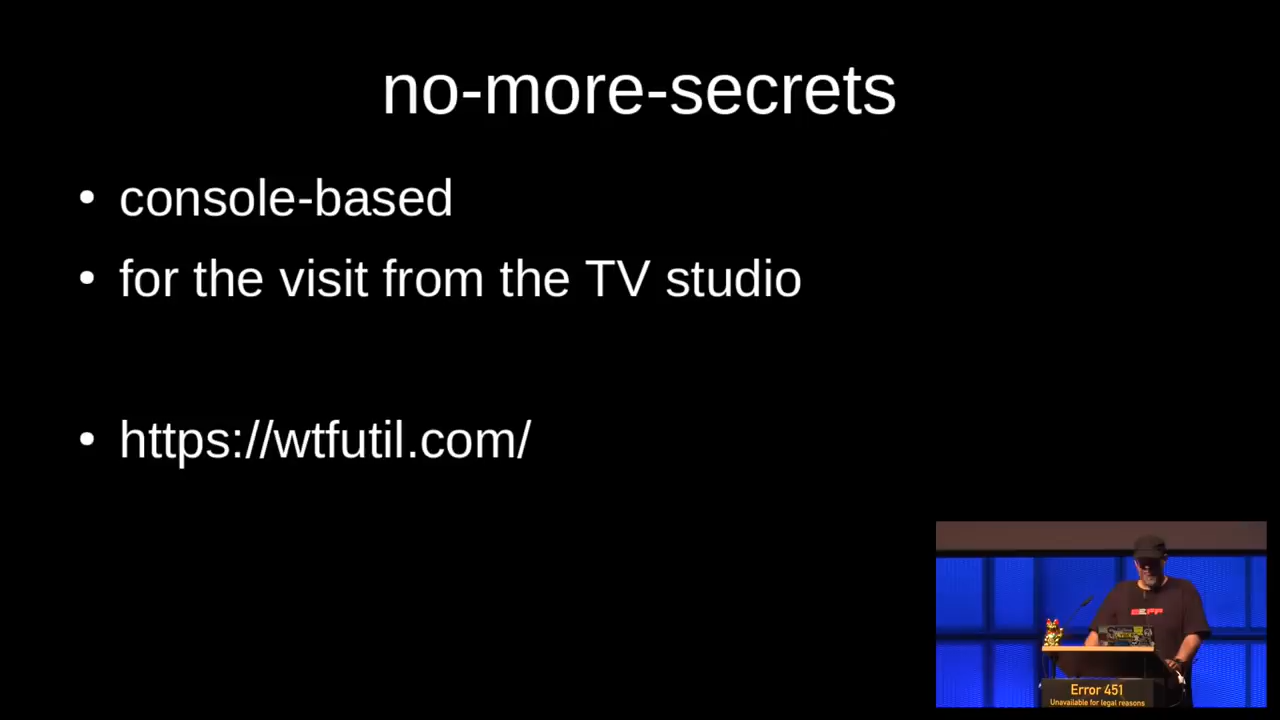 no-more-secrets
• console-based
• for the visit from the TV studio
• https://wtfutil.com/
Error 451
Unavailable for legal reasons